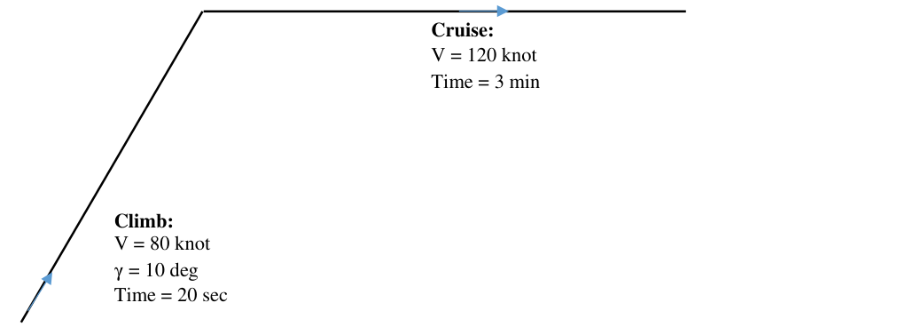 Cruise:
V = 120 knot
Time = 3 min
Climb:
V = 80 knot
γ = 10 deg
Time = 20 sec